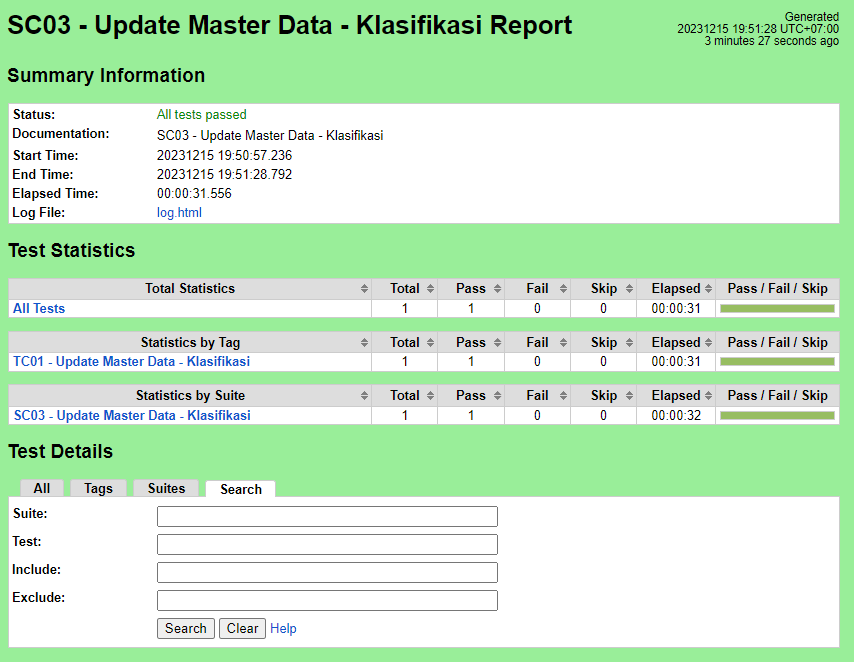 SC03 - Update Master Data - Klasifikasi Report
Generated
20231215 19:51:28 UTC+07:00
3 minutes 27 seconds ago
Summary Information
Status: All tests passed
Documentation: SC03 - Update Master Data - Klasifikasi
Start Time: 20231215 19:50:57.236
End Time: 20231215 19:51:28.792
Elapsed Time: 00:00:31.556
Log File: log.html
Test Statistics
Total Statistics Total Pass Fail Skip Elapsed Pass / Fail / Skip
All Tests 1 1 0 0 00:00:31
Statistics by Tag Total Pass Fail Skip Elapsed Pass / Fail / Skip
TC01 - Update Master Data - Klasifikasi 1 1 0 0 00:00:31
Statistics by Suite Total Pass Fail Skip Elapsed Pass / Fail / Skip
SC03 - Update Master Data - Klasifikasi 1 1 0 0 00:00:32
Test Details
All Tags Suites Search
Suite:
Test:
Include:
Exclude:
Search Clear Help